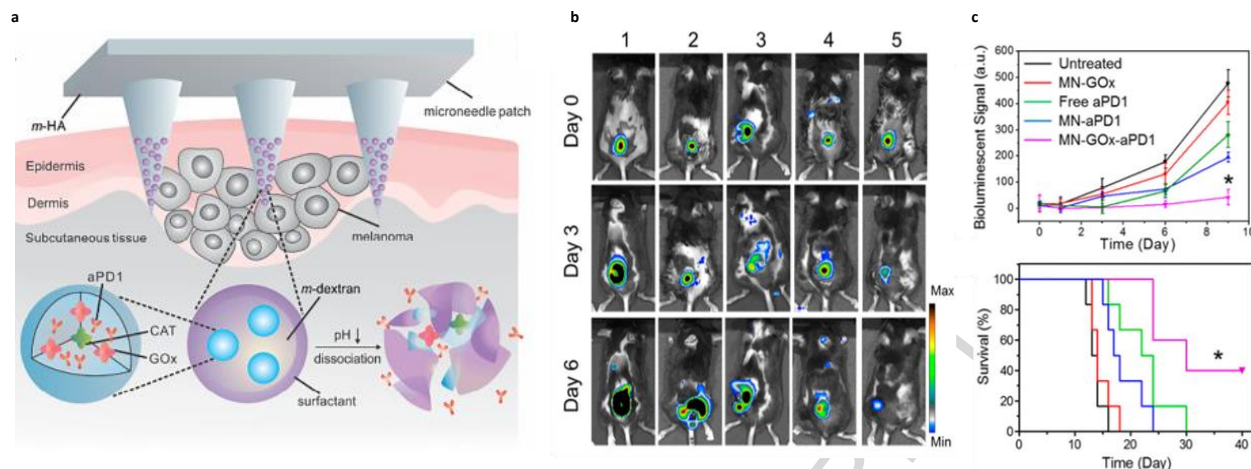 a
m-HA
microneedle patch
Epidermis
Dermis
Subcutaneous tissue
melanoma
aPD1
CAT
GOx
m-dextran
pH ↓
dissociation
surfactant
b
1 2 3 4 5
Day 0
Day 3
Day 6
Max
Min
c
Bioluminescent Signal (a.u.)
600
500
400
300
200
100
0
Untreated
MN-GOx
Free aPD1
MN-aPD1
MN-GOx-aPD1
*
0 2 4 6 8 10
Time (Day)
Survival (%)
100
80
60
40
20
0
*
0 10 20 30 40
Time (Day)